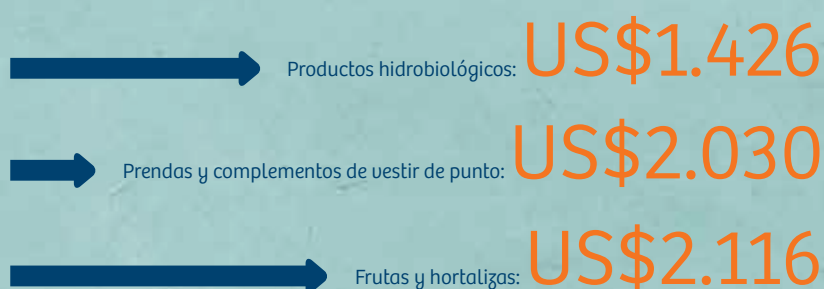 Productos hidrobiológicos: US$1.426
Prendas y complementos de vestir de punto: US$2.030
Frutas y hortalizas: US$2.116